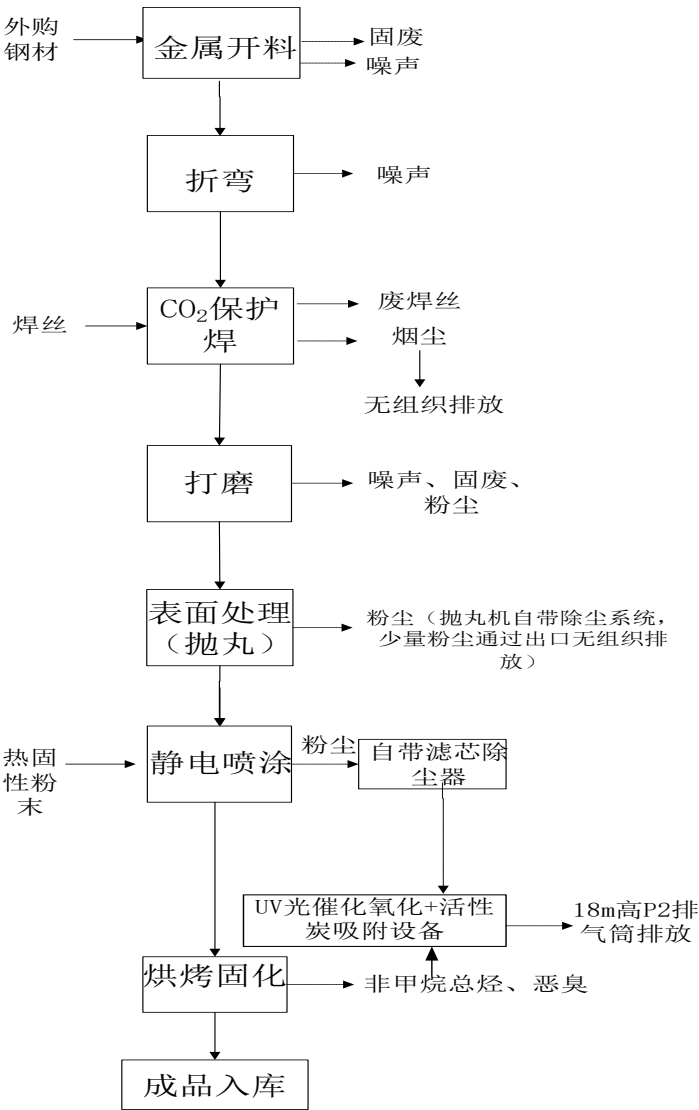 外购
钢材
金属开料
固废
噪声
折弯
噪声
焊丝
CO₂保护
焊
废焊丝
烟尘
无组织排放
打磨
噪声、固废、
粉尘
表面处理
（抛丸）
粉尘（抛丸机自带除尘系统，
少量粉尘通过出口无组织排
放）
热固
性粉
末
静电喷涂
粉尘
自带滤芯除
尘器
UV光催化氧化+活性
炭吸附设备
18m高P2排
气筒排放
烘烤固化
非甲烷总烃、恶臭
成品入库